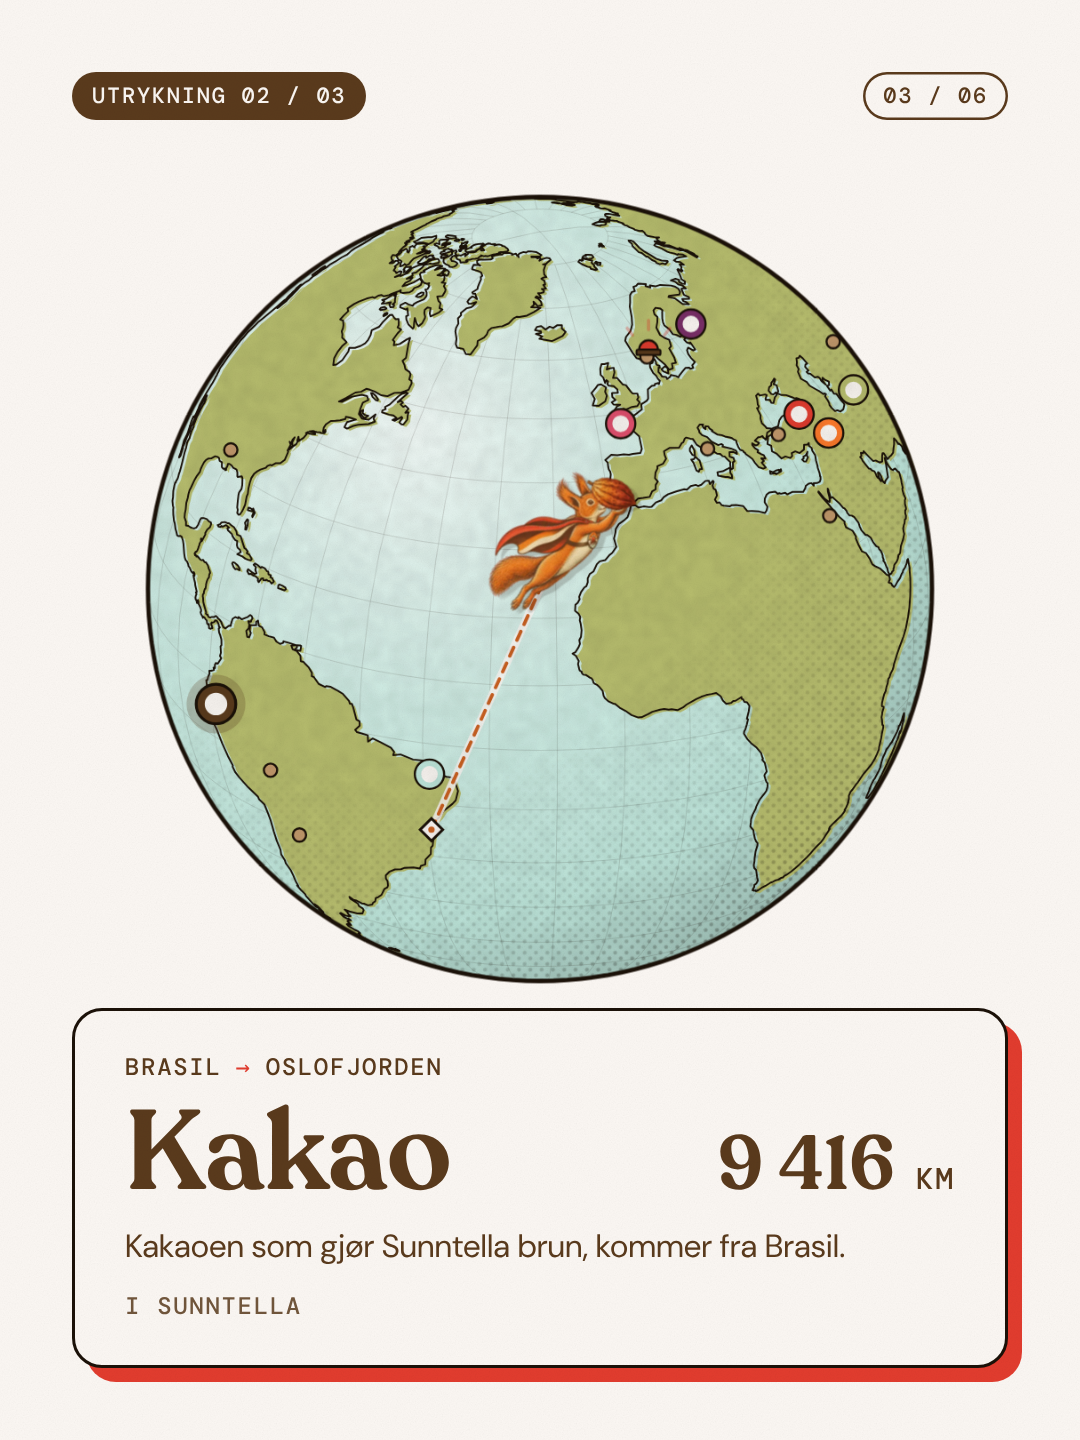 UTRYKNING 02 / 03
03 / 06
BRASIL → OSLOFJORDEN
Kakao
9 416 KM
Kakaoen som gjør Sunntella brun, kommer fra Brasil.
I SUNNTELLA